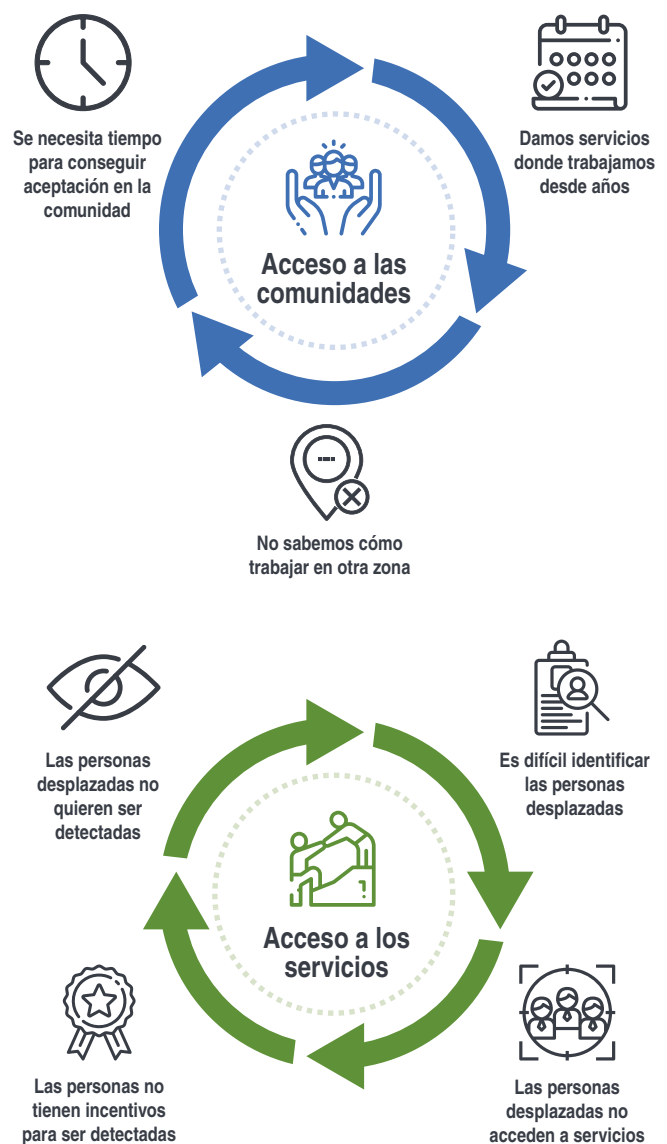 Se necesita tiempo
para conseguir
aceptación en la
comunidad
Damos servicios
donde trabajamos
desde años
Acceso a las
comunidades
No sabemos cómo
trabajar en otra zona
Las personas
desplazadas no
quieren ser
detectadas
Es difícil identificar
las personas
desplazadas
Acceso a los
servicios
Las personas no
tienen incentivos
para ser detectadas
Las personas
desplazadas no
acceden a servicios